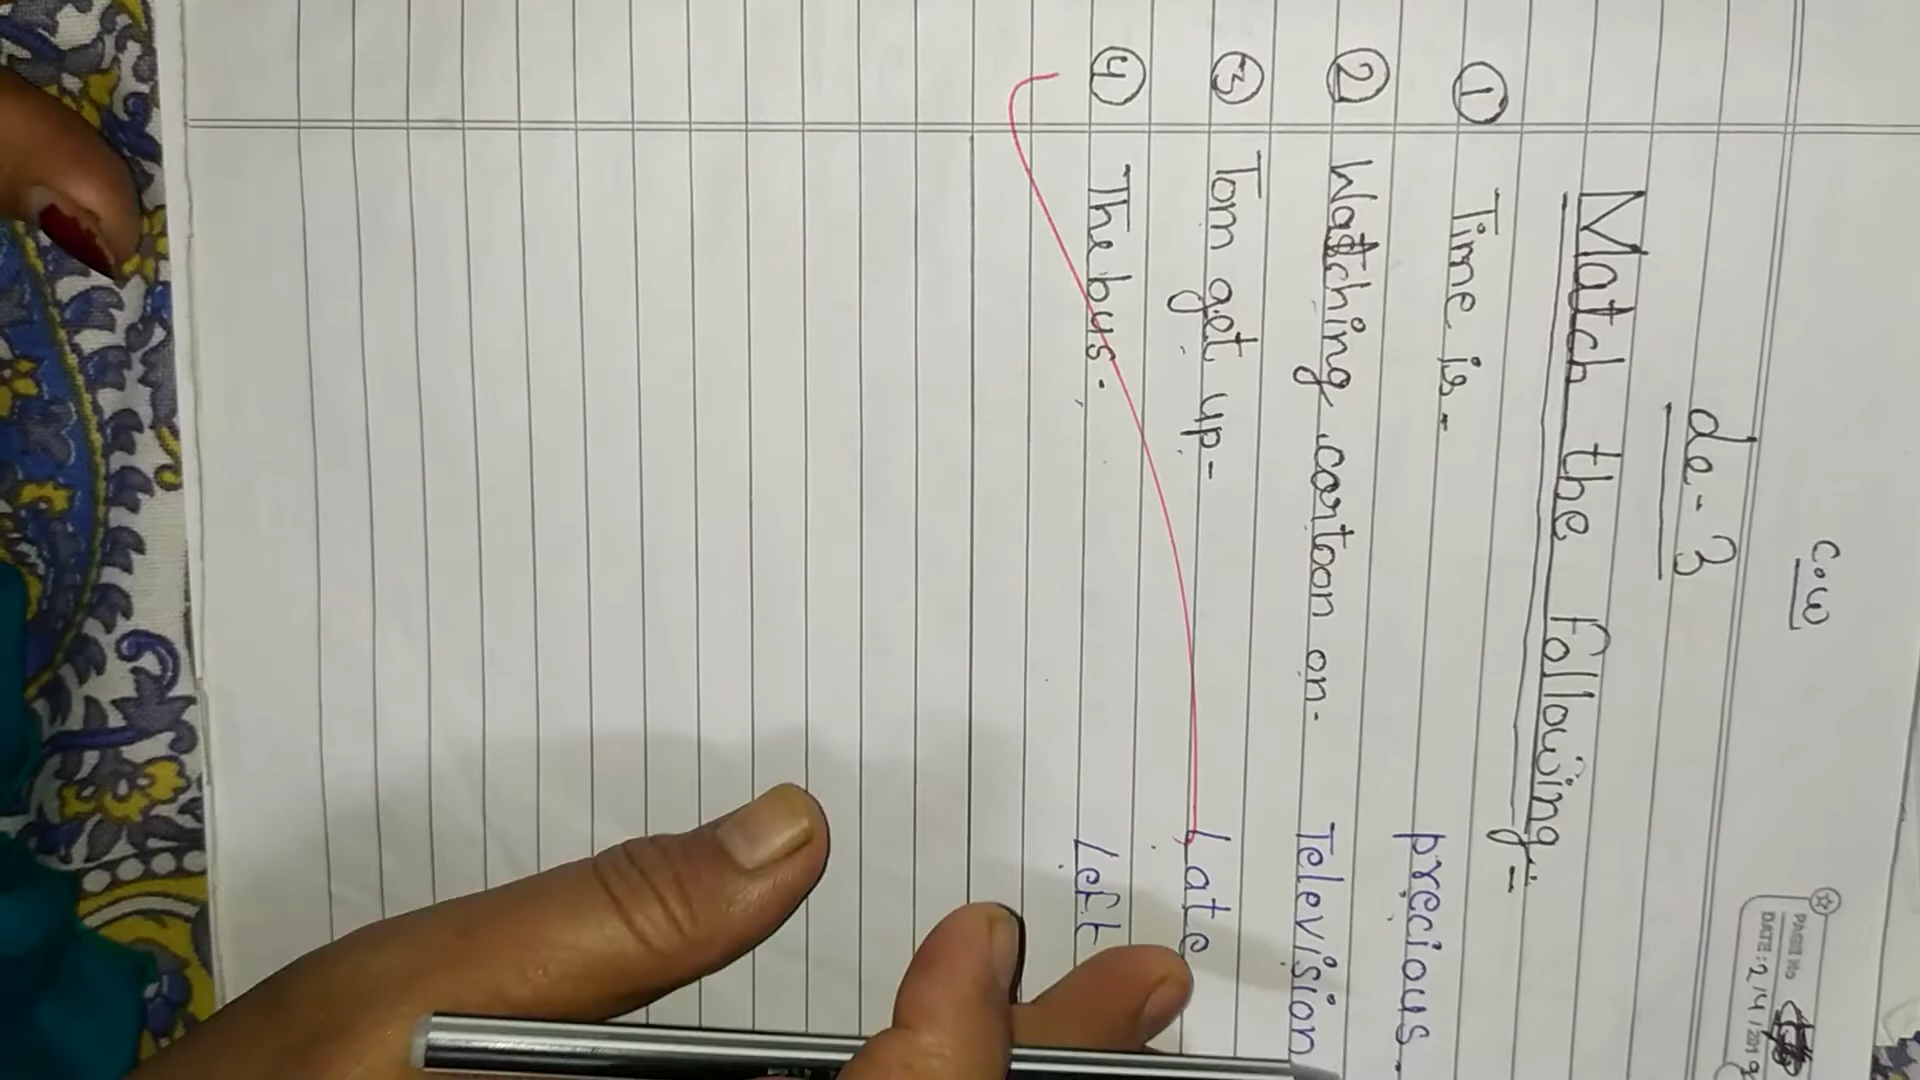 C.W
PAGE No
DATE: 2/4/2019
de-3
Match the following:-
① Time is- precious.
② Watching cartoon on- Television
③ Tom get up- Late
④ The bus- left